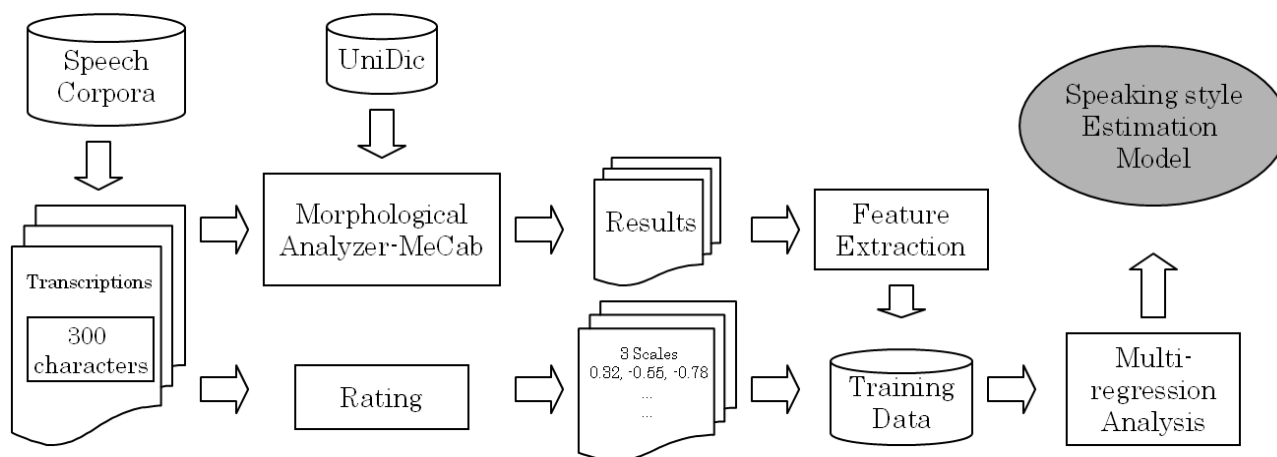 Speech
Corpora
UniDic
Speaking style
Estimation
Model
Morphological
Analyzer-MeCab
Results
Feature
Extraction
Transcriptions
300
characters
Rating
3 Scales
0.32, -0.55, -0.78
...
...
Training
Data
Multi-
regression
Analysis